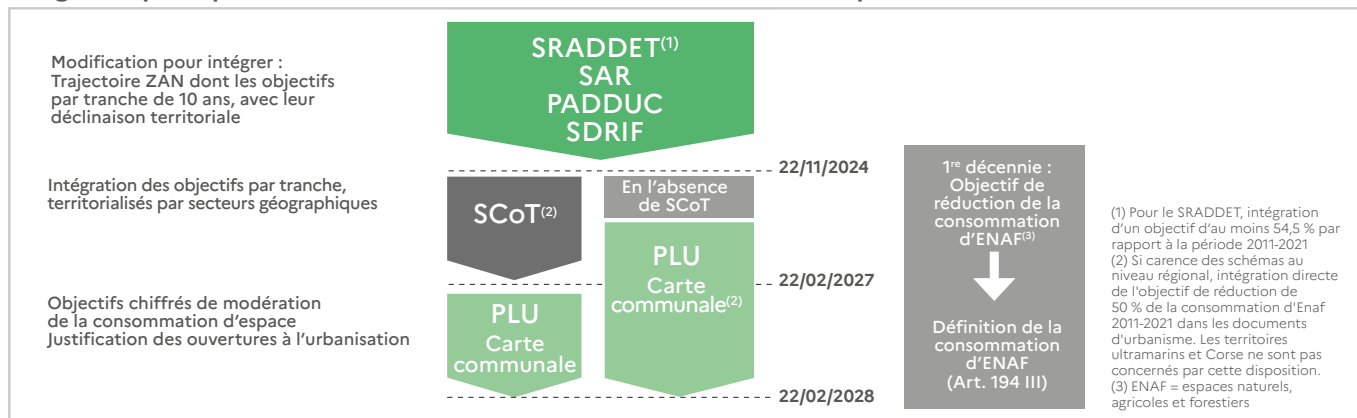 Modification pour intégrer :
Trajectoire ZAN dont les objectifs
par tranche de 10 ans, avec leur
déclinaison territoriale
SRADDET(1)
SAR
PADDUC
SDRIF
22/11/2024
Intégration des objectifs par tranche,
territorialisés par secteurs géographiques
SCoT(2)
En l’absence
de SCoT
PLU
Carte
communale(2)
22/02/2027
Objectifs chiffrés de modération
de la consommation d’espace
Justification des ouvertures à l’urbanisation
PLU
Carte
communale
22/02/2028
1re décennie :
Objectif de
réduction de la
consommation
d’ENAF(3)
Définition de la
consommation
d’ENAF
(Art. 194 III)
(1) Pour le SRADDET, intégration
d’un objectif d’au moins 54,5 % par
rapport à la période 2011-2021
(2) Si carence des schémas au
niveau régional, intégration directe
de l'objectif de réduction de
50 % de la consommation d'Enaf
2011-2021 dans les documents
d'urbanisme. Les territoires
ultramarins et Corse ne sont pas
concernés par cette disposition.
(3) ENAF = espaces naturels,
agricoles et forestiers